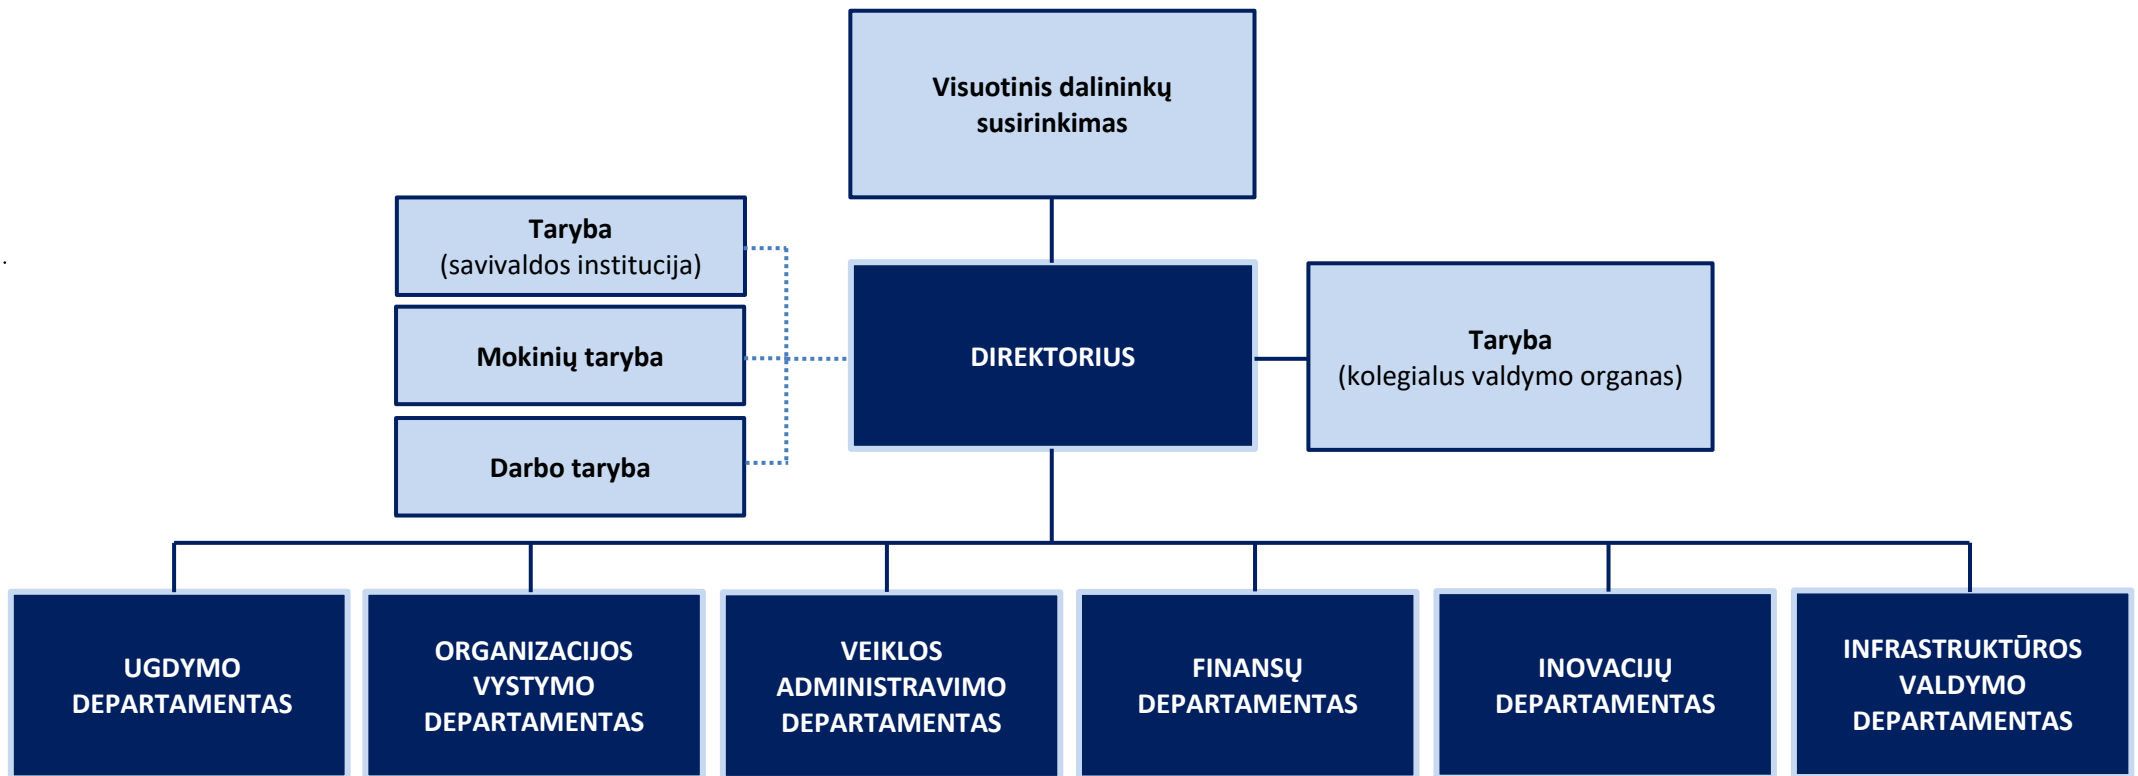 Visuotinis dalininkų
susirinkimas
Taryba
(savivaldos institucija)
Mokinių taryba
Darbo taryba
DIREKTORIUS
Taryba
(kolegialus valdymo organas)
UGDYMO
DEPARTAMENTAS
ORGANIZACIJOS
VYSTYMO
DEPARTAMENTAS
VEIKLOS
ADMINISTRAVIMO
DEPARTAMENTAS
FINANSŲ
DEPARTAMENTAS
INOVACIJŲ
DEPARTAMENTAS
INFRASTRUKTŪROS
VALDYMO
DEPARTAMENTAS